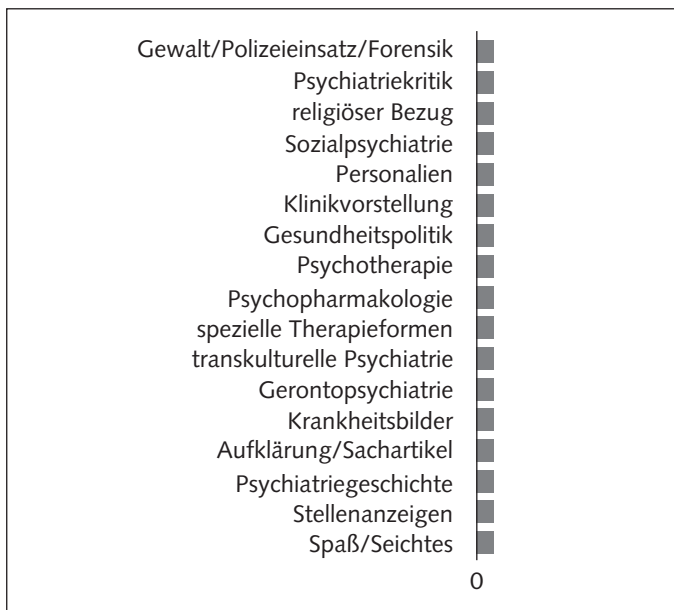 Gewalt/Polizeieinsatz/Forensik
Psychiatriekritik
religiöser Bezug
Sozialpsychiatrie
Personalien
Klinikvorstellung
Gesundheitspolitik
Psychotherapie
Psychopharmakologie
spezielle Therapieformen
transkulturelle Psychiatrie
Gerontopsychiatrie
Krankheitsbilder
Aufklärung/Sachartikel
Psychiatriegeschichte
Stellenanzeigen
Spaß/Seichtes
0